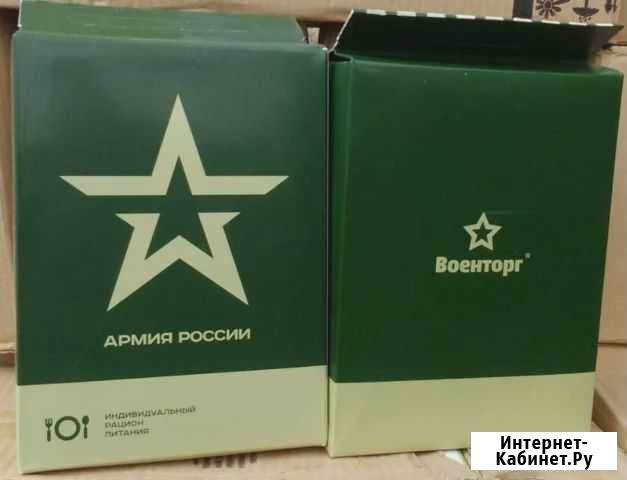 АРМИЯ РОССИИ
ИНДИВИДУАЛЬНЫЙ
РАЦИОН
ПИТАНИЯ
Военторг®
Интернет-
Кабинет.Ру